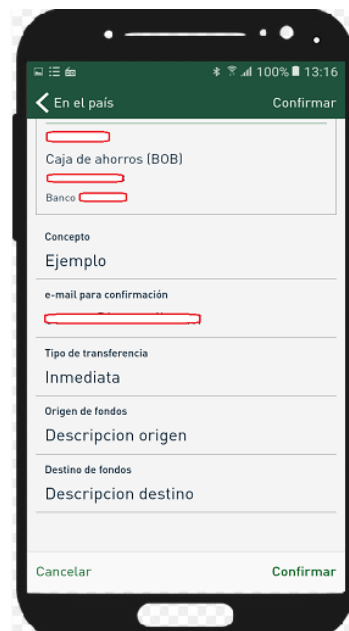 100% 13:16
En el país
Confirmar
Caja de ahorros (BOB)
Banco
Concepto
Ejemplo
e-mail para confirmación
Tipo de transferencia
Inmediata
Origen de fondos
Descripcion origen
Destino de fondos
Descripcion destino
Cancelar
Confirmar